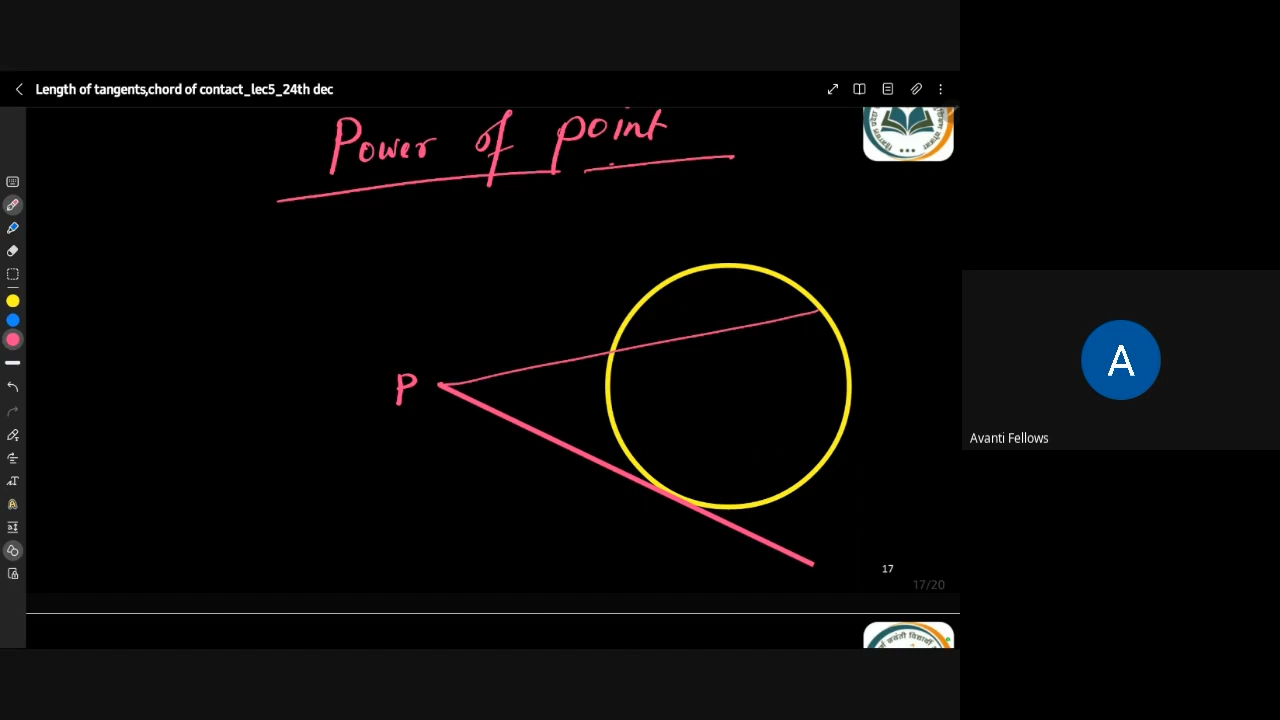 Length of tangents,chord of contact_lec5_24th dec
Power of point
P
17
17/20
A
Avanti Fellows